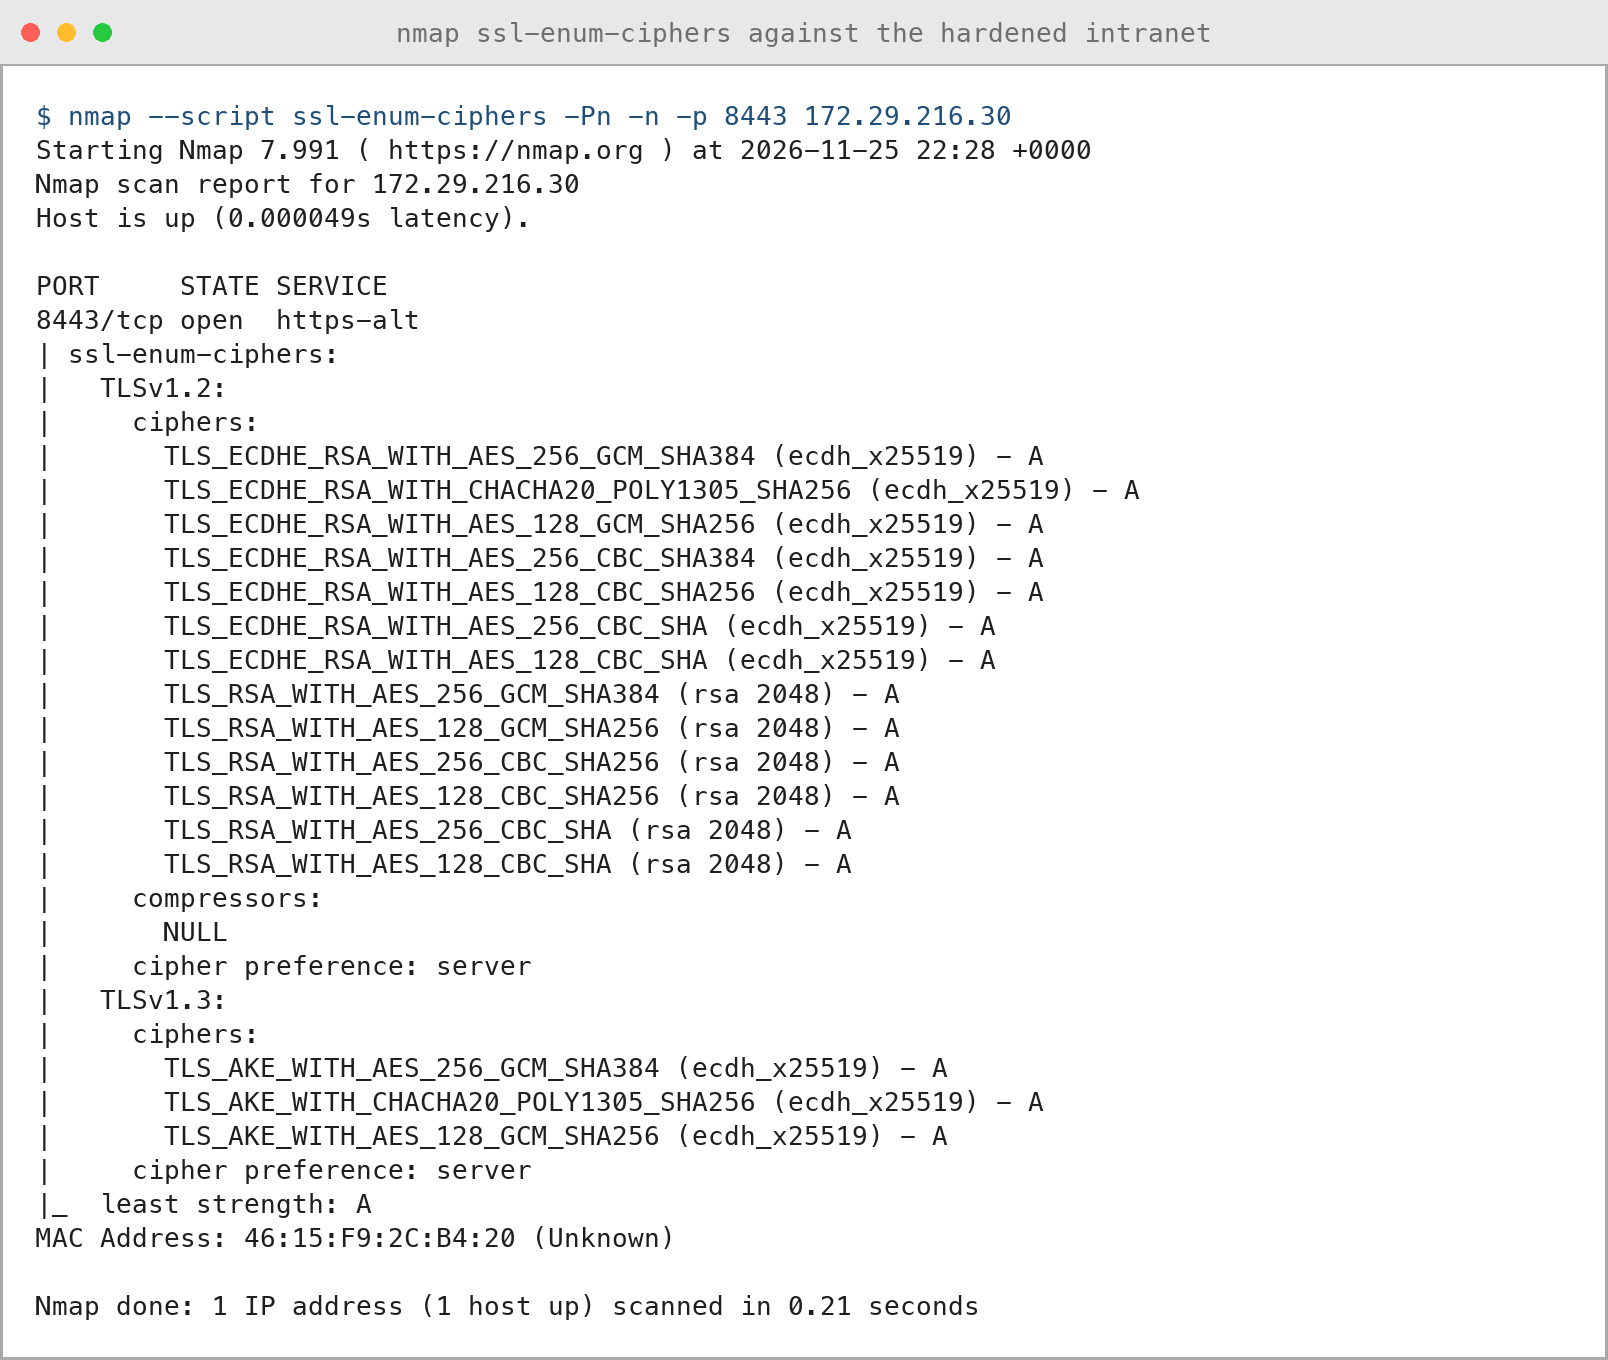 nmap ssl-enum-ciphers against the hardened intranet
$ nmap --script ssl-enum-ciphers -Pn -n -p 8443 172.29.216.30
Starting Nmap 7.991 ( https://nmap.org ) at 2026-11-25 22:28 +0000
Nmap scan report for 172.29.216.30
Host is up (0.000049s latency).

PORT     STATE SERVICE
8443/tcp open  https-alt
| ssl-enum-ciphers:
|   TLSv1.2:
|     ciphers:
|       TLS_ECDHE_RSA_WITH_AES_256_GCM_SHA384 (ecdh_x25519) - A
|       TLS_ECDHE_RSA_WITH_CHACHA20_POLY1305_SHA256 (ecdh_x25519) - A
|       TLS_ECDHE_RSA_WITH_AES_128_GCM_SHA256 (ecdh_x25519) - A
|       TLS_ECDHE_RSA_WITH_AES_256_CBC_SHA384 (ecdh_x25519) - A
|       TLS_ECDHE_RSA_WITH_AES_128_CBC_SHA256 (ecdh_x25519) - A
|       TLS_ECDHE_RSA_WITH_AES_256_CBC_SHA (ecdh_x25519) - A
|       TLS_ECDHE_RSA_WITH_AES_128_CBC_SHA (ecdh_x25519) - A
|       TLS_RSA_WITH_AES_256_GCM_SHA384 (rsa 2048) - A
|       TLS_RSA_WITH_AES_128_GCM_SHA256 (rsa 2048) - A
|       TLS_RSA_WITH_AES_256_CBC_SHA256 (rsa 2048) - A
|       TLS_RSA_WITH_AES_128_CBC_SHA256 (rsa 2048) - A
|       TLS_RSA_WITH_AES_256_CBC_SHA (rsa 2048) - A
|       TLS_RSA_WITH_AES_128_CBC_SHA (rsa 2048) - A
|     compressors:
|       NULL
|     cipher preference: server
|   TLSv1.3:
|     ciphers:
|       TLS_AKE_WITH_AES_256_GCM_SHA384 (ecdh_x25519) - A
|       TLS_AKE_WITH_CHACHA20_POLY1305_SHA256 (ecdh_x25519) - A
|       TLS_AKE_WITH_AES_128_GCM_SHA256 (ecdh_x25519) - A
|     cipher preference: server
|_  least strength: A
MAC Address: 46:15:F9:2C:B4:20 (Unknown)

Nmap done: 1 IP address (1 host up) scanned in 0.21 seconds